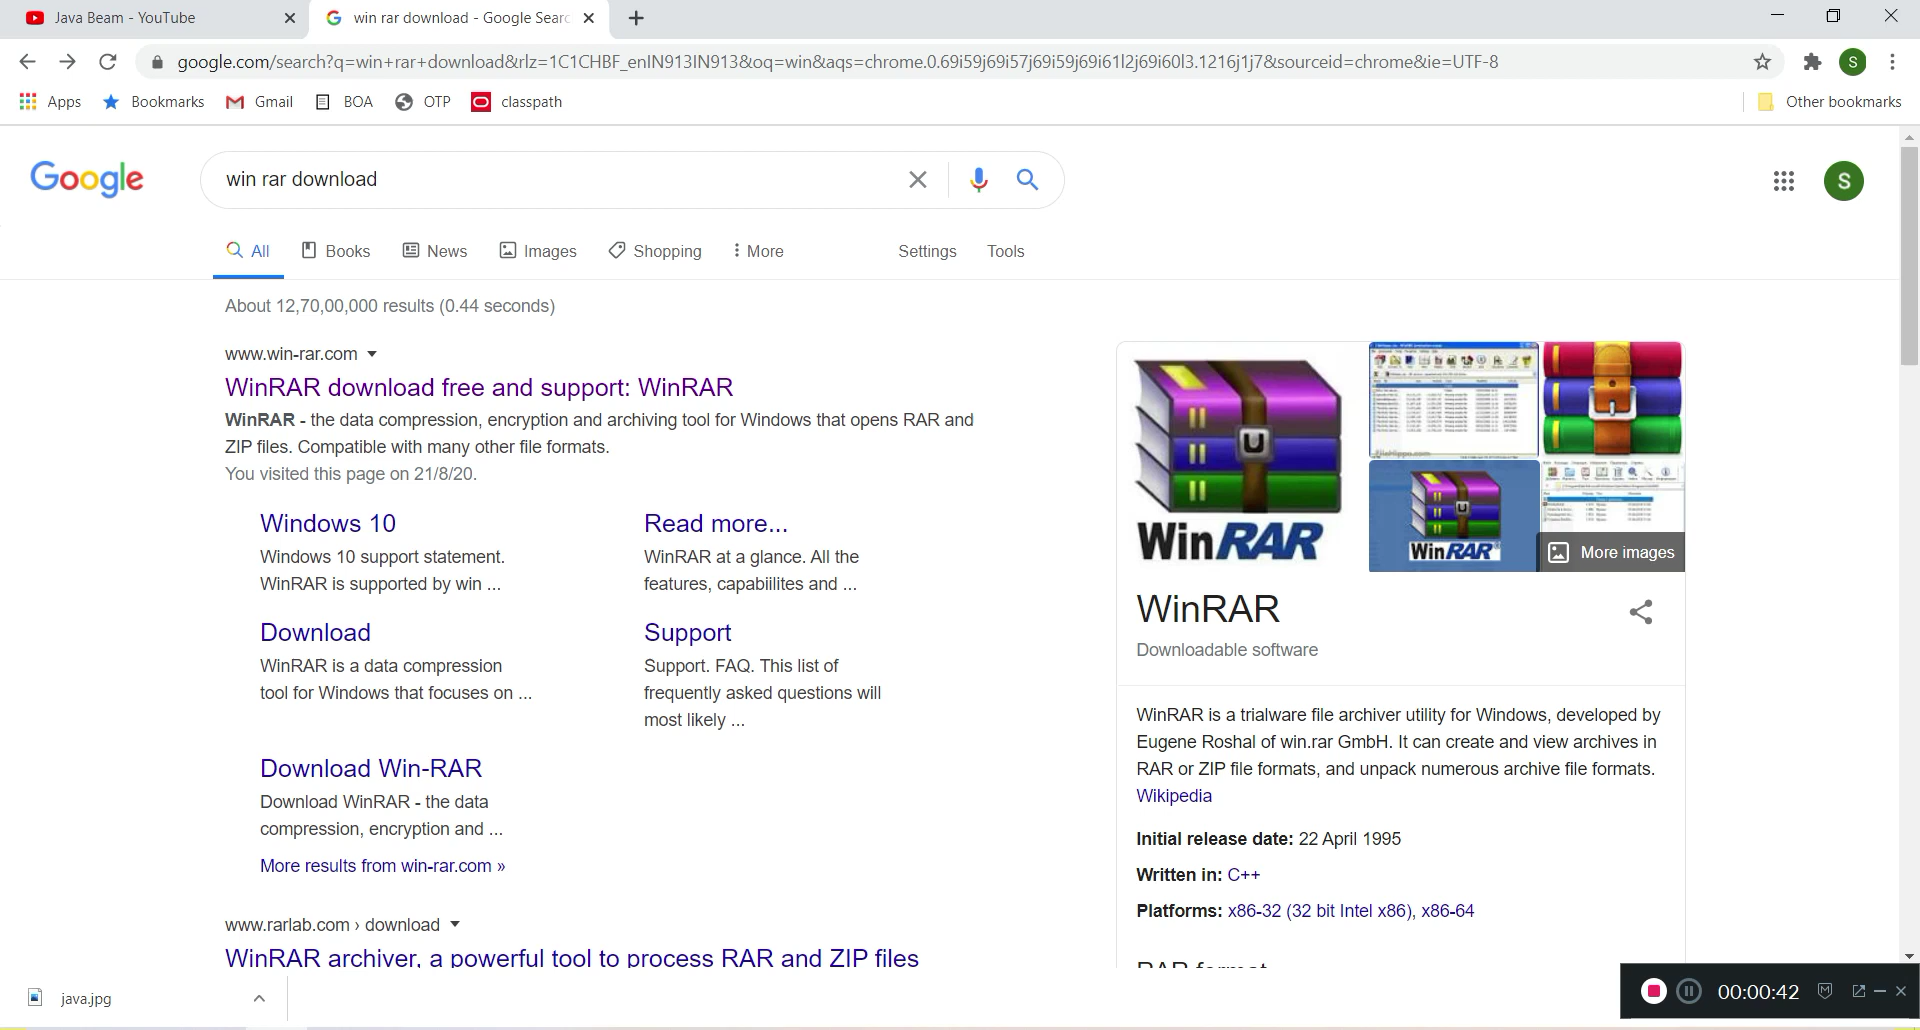 Java Beam - YouTube
win rar download - Google Sear
google.com/search?q=win+rar+download&rlz=1C1CHBF_enIN913IN913&oq=win&aqs=chrome.0.69i59j69i57j69i59j69i61l2j69i60l3.1216j1j7&sourceid=chrome&ie=UTF-8
S
Apps
Bookmarks
Gmail
BOA
OTP
classpath
Other bookmarks
Google
win rar download
S
All
Books
News
Images
Shopping
More
Settings
Tools
About 12,70,00,000 results (0.44 seconds)
www.win-rar.com
WinRAR download free and support: WinRAR
WinRAR - the data compression, encryption and archiving tool for Windows that opens RAR and
ZIP files. Compatible with many other file formats.
You visited this page on 21/8/20.
Windows 10
Windows 10 support statement.
WinRAR is supported by win ...
Read more...
WinRAR at a glance. All the
features, capabiilites and ...
Download
WinRAR is a data compression
tool for Windows that focuses on ...
Support
Support. FAQ. This list of
frequently asked questions will
most likely ...
Download Win-RAR
Download WinRAR - the data
compression, encryption and ...
More results from win-rar.com »
www.rarlab.com › download
WinRAR archiver, a powerful tool to process RAR and ZIP files
WinRAR
WinRAR
More images
WinRAR
Downloadable software
WinRAR is a trialware file archiver utility for Windows, developed by
Eugene Roshal of win.rar GmbH. It can create and view archives in
RAR or ZIP file formats, and unpack numerous archive file formats.
Wikipedia
Initial release date: 22 April 1995
Written in: C++
Platforms: x86-32 (32 bit Intel x86), x86-64
RAR format
java.jpg
00:00:42